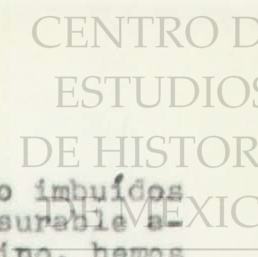 CENTRO D
ESTUDIOS
DE HISTOR
DE MEXIC
o imbuídos
surable a-
ino, hemos